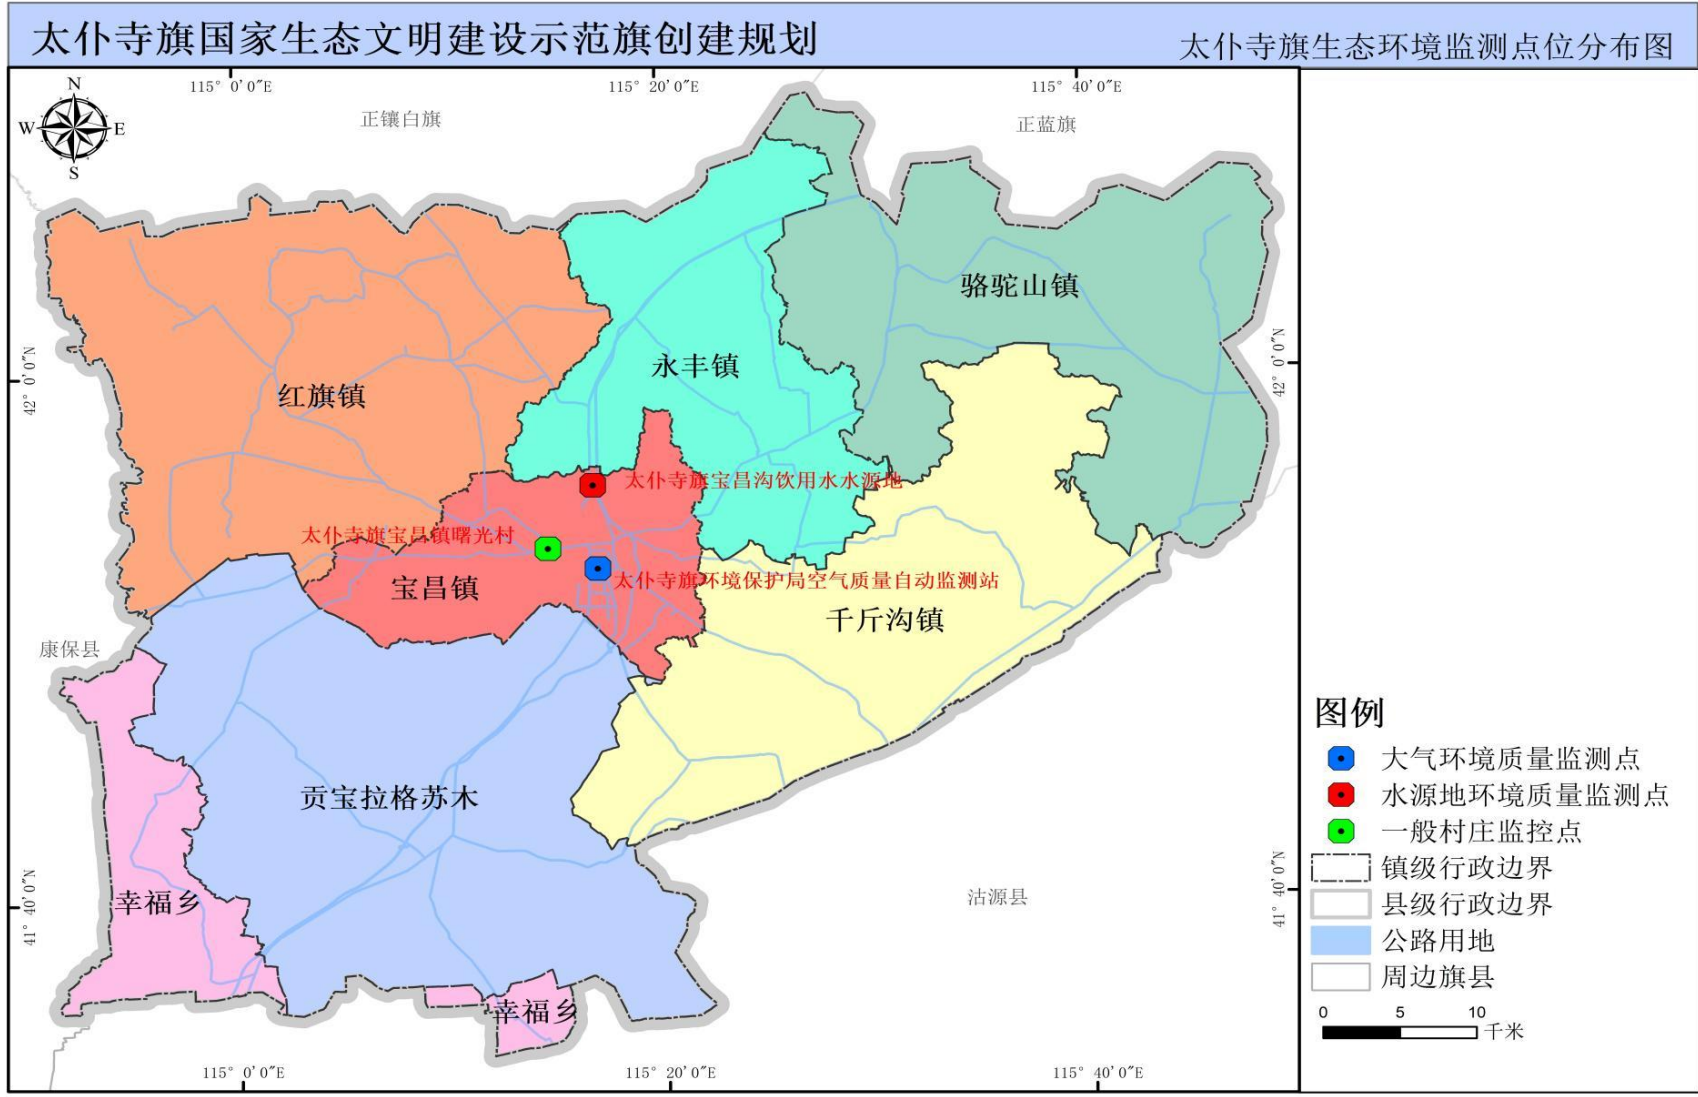 太仆寺旗国家生态文明建设示范旗创建规划
太仆寺旗生态环境监测点位分布图
115° 0′0″E
115° 20′0″E
115° 40′0″E
N
W
E
S
正镶白旗
正蓝旗
骆驼山镇
永丰镇
红旗镇
42° 0′0″N
42° 0′0″N
太仆寺旗宝昌沟饮用水水源地
太仆寺旗宝昌镇曙光村
太仆寺旗环境保护局空气质量自动监测站
宝昌镇
千斤沟镇
康保县
贡宝拉格苏木
幸福乡
沽源县
41° 40′0″N
41° 40′0″N
幸福乡
115° 0′0″E
115° 20′0″E
115° 40′0″E
图例
大气环境质量监测点
水源地环境质量监测点
一般村庄监控点
镇级行政边界
县级行政边界
公路用地
周边旗县
0 5 10
千米